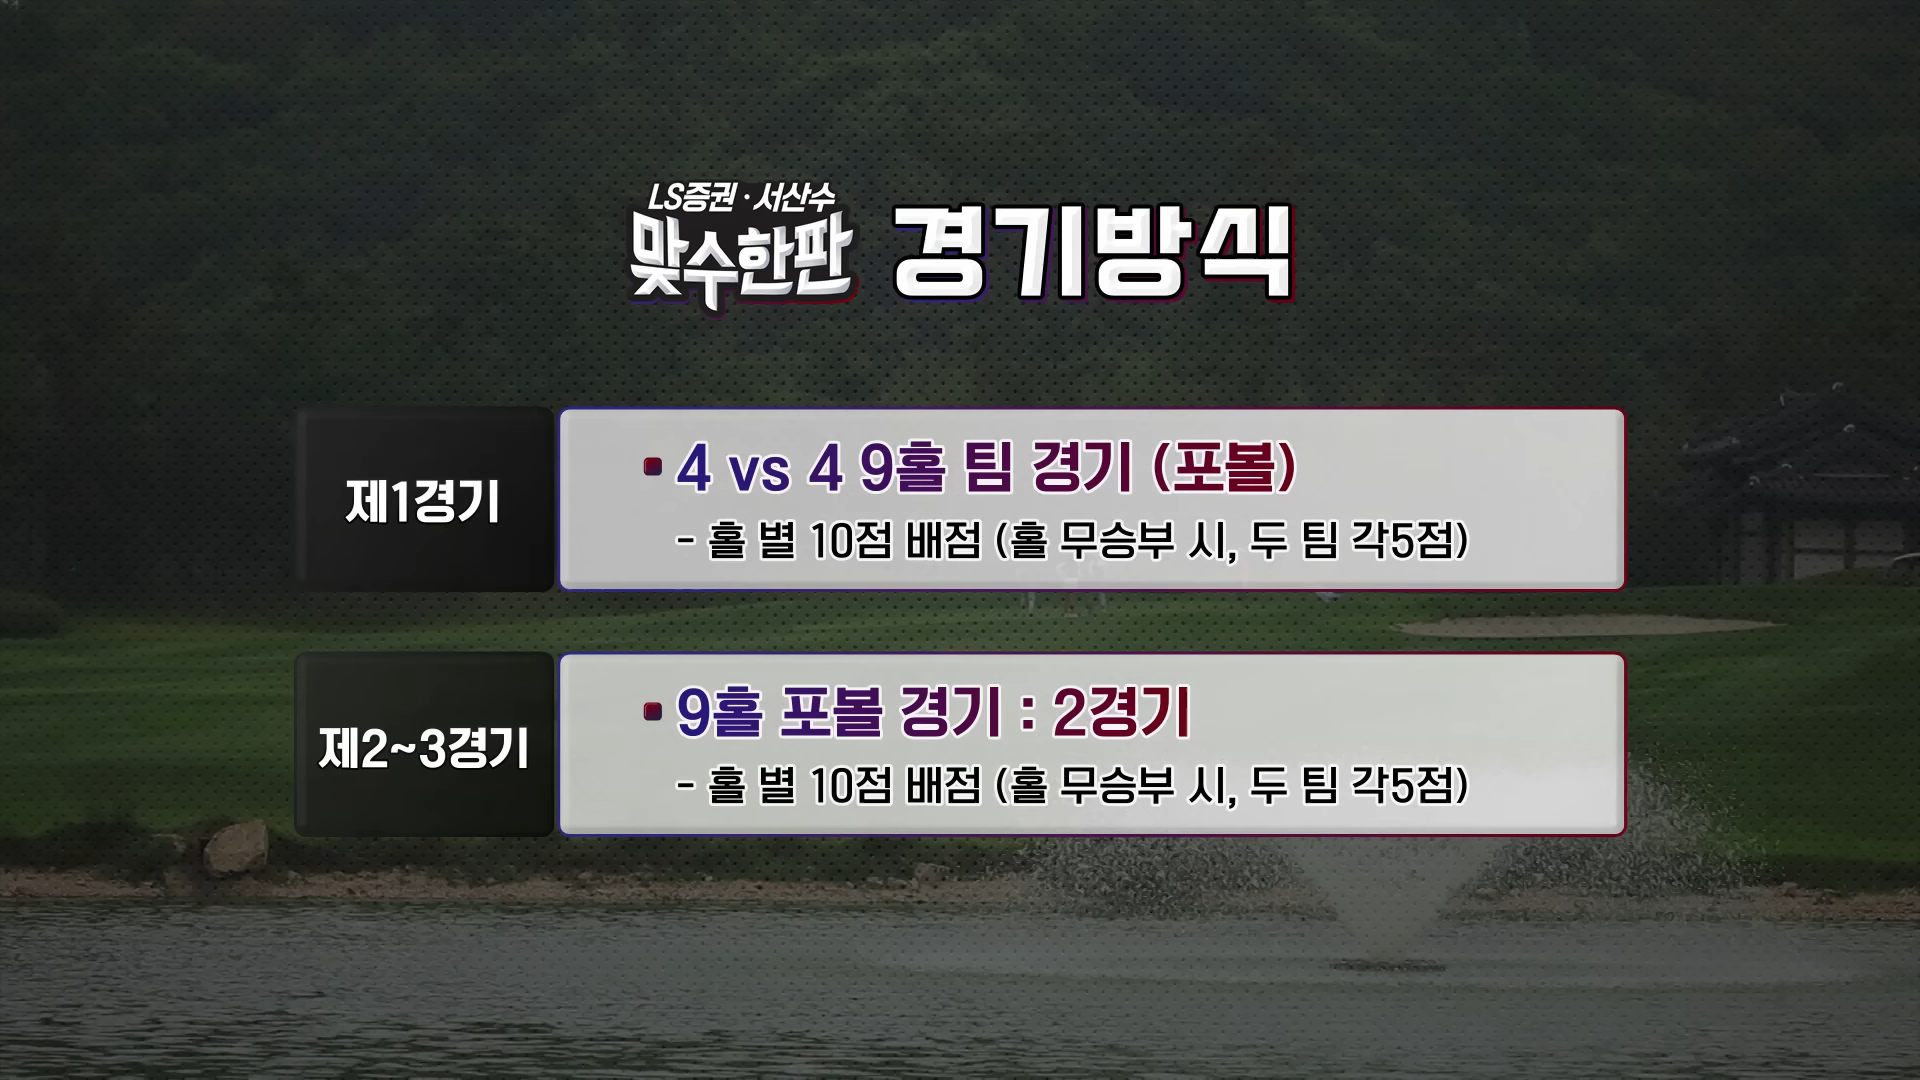 LS증권·서산수
맞수한판
경기방식
제1경기
4 vs 4 9홀 팀 경기 (포볼)
- 홀 별 10점 배점 (홀 무승부 시, 두 팀 각5점)
제2~3경기
9홀 포볼 경기 : 2경기
- 홀 별 10점 배점 (홀 무승부 시, 두 팀 각5점)